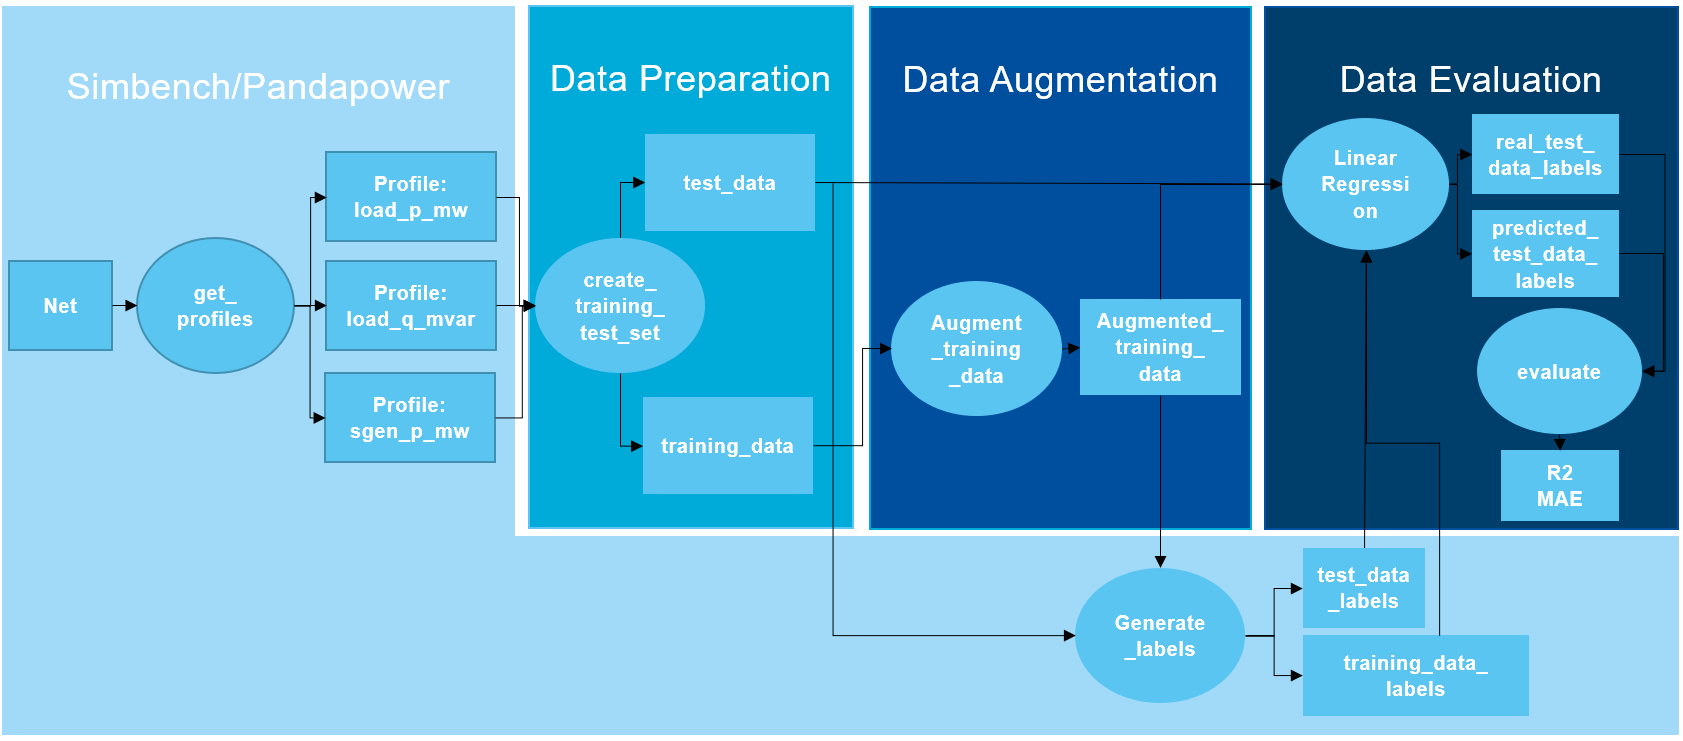 Simbench/Pandapower
Net
get_
profiles
Profile:
load_p_mw
Profile:
load_q_mvar
Profile:
sgen_p_mw
Data Preparation
test_data
create_
training_
test_set
training_data
Data Augmentation
Augment
_training
_data
Augmented_
training_
data
Data Evaluation
Linear
Regressi
on
real_test_
data_labels
predicted_
test_data_
labels
evaluate
R2
MAE
Generate
_labels
test_data
_labels
training_data_
labels